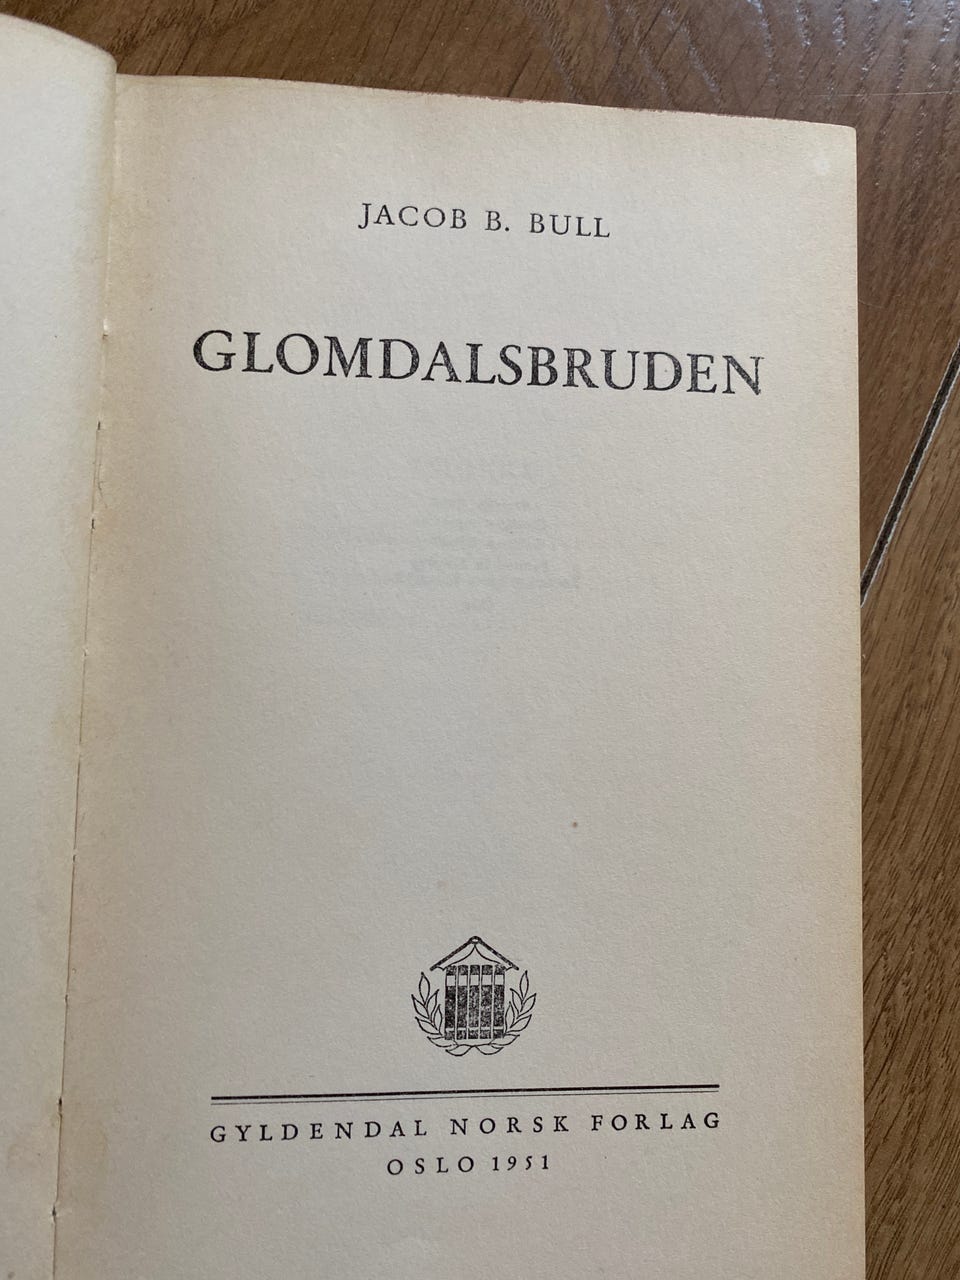 JACOB B. BULL
GLOMDALSBRUDEN
GYLDENDAL NORSK FORLAG
OSLO 1951